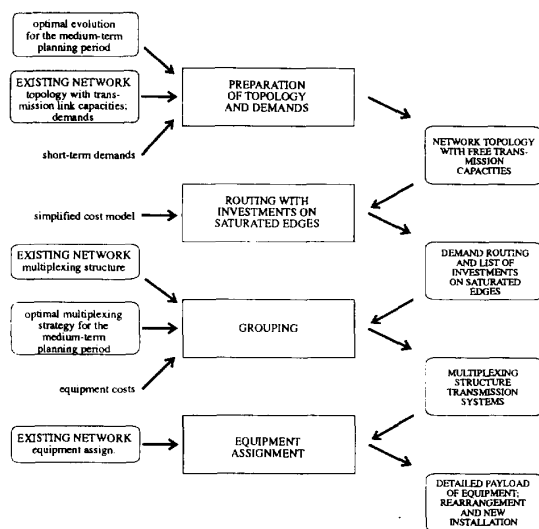 optimal evolution
for the medium-term
planning period
EXISTING NETWORK
topology with trans-
mission link capacities;
demands
short-term demands
PREPARATION
OF TOPOLOGY
AND DEMANDS
NETWORK TOPOLOGY
WITH FREE TRANS-
MISSION
CAPACITIES
simplified cost model
ROUTING WITH
INVESTMENTS ON
SATURATED EDGES
DEMAND ROUTING
AND LIST OF
INVESTMENTS
ON SATURATED
EDGES
EXISTING NETWORK
multiplexing structure
optimal multiplexing
strategy for the
medium-term
planning period
equipment costs
GROUPING
MULTIPLEXING
STRUCTURE
TRANSMISSION
SYSTEMS
EXISTING NETWORK
equipment assign.
EQUIPMENT
ASSIGNMENT
DETAILED PAYLOAD
OF EQUIPMENT;
REARRANGEMENT
AND NEW
INSTALLATION